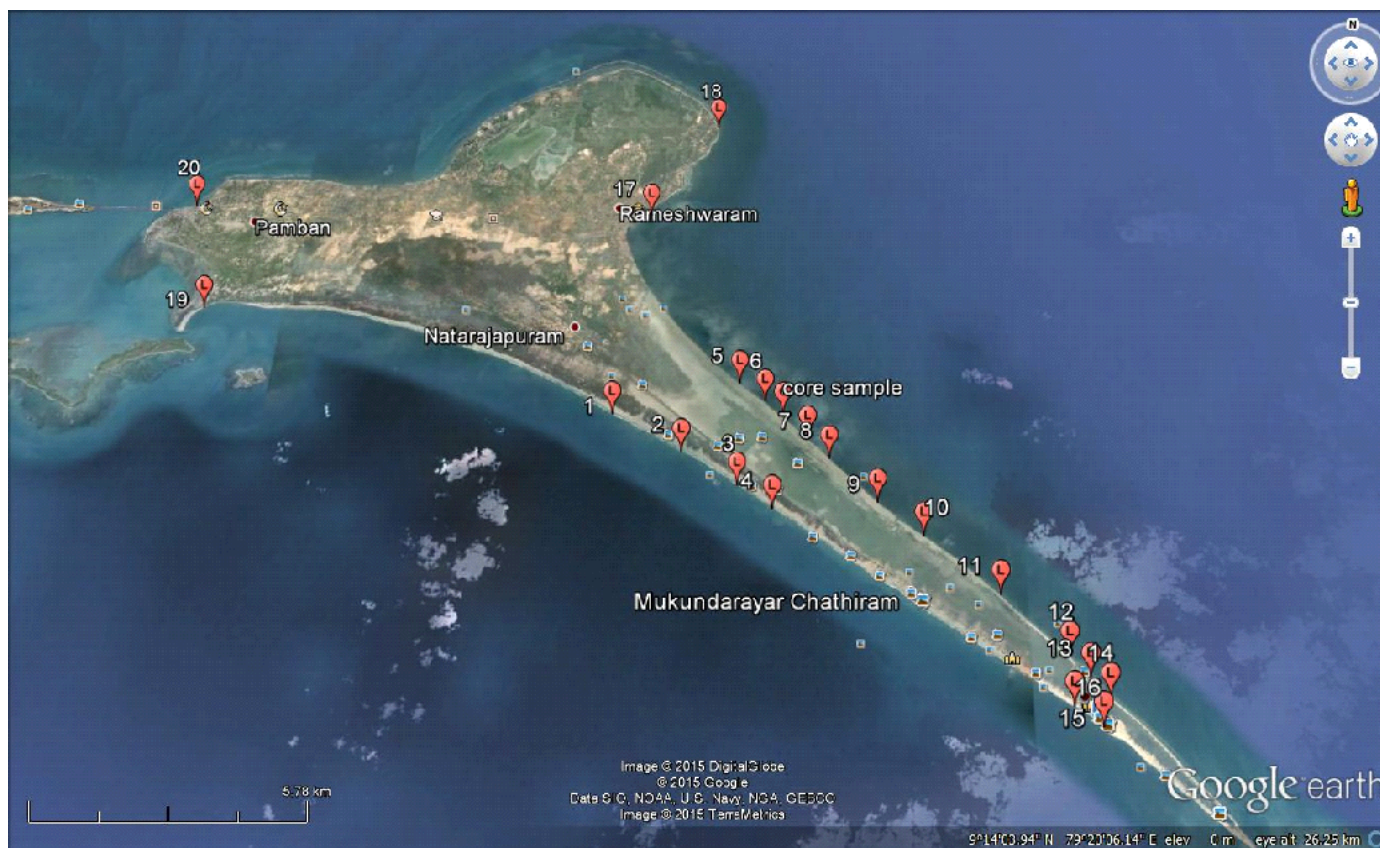 N
18
20
17
Rameshwaram
Pamban
19
Natarajapuram
5
6
core sample
1
7
2
8
3
4
9
10
11
Mukundarayar Chathiram
12
13
14
16
15
Image © 2015 DigitalGlobe
© 2015 Google
Data SIO, NOAA, U.S. Navy, NGA, GEBCO
Image © 2015 TerraMetrics
5.78 km
Google earth
9°14'03.94" N 79°20'06.14" E elev 0 m eye alt 26.25 km